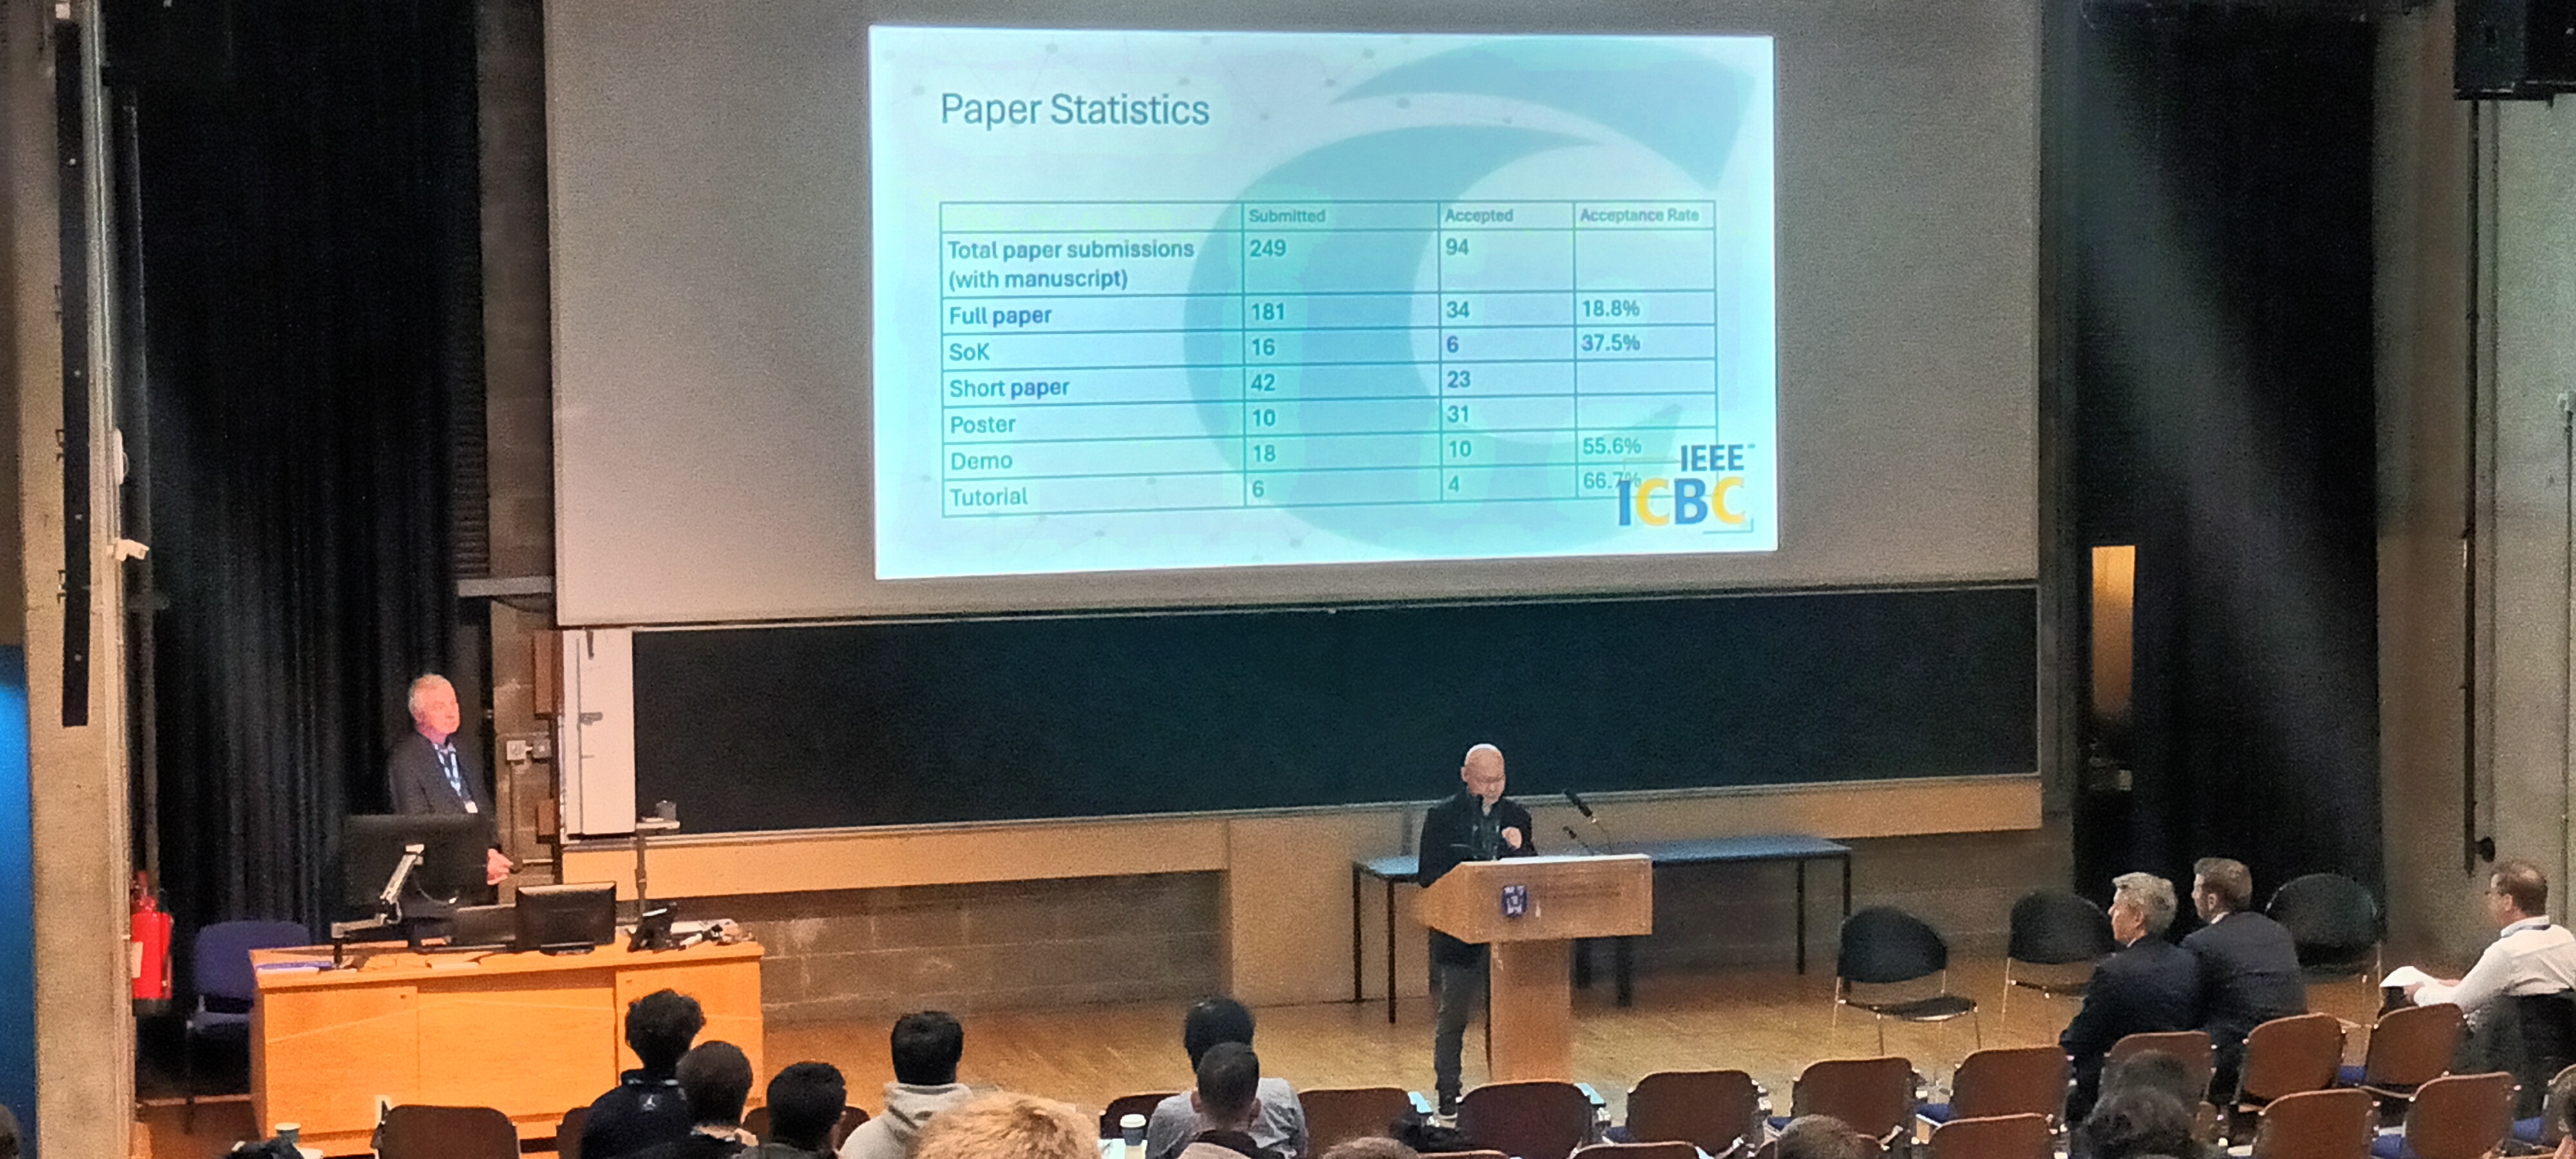 Paper Statistics
Submitted Accepted Acceptance Rate
Total paper submissions 249 94
(with manuscript)
Full paper 181 34 18.8%
SoK 16 6 37.5%
Short paper 42 23
Poster 10 31
Demo 18 10 55.6%
Tutorial 6 4 66.7%
IEEE
ICBC